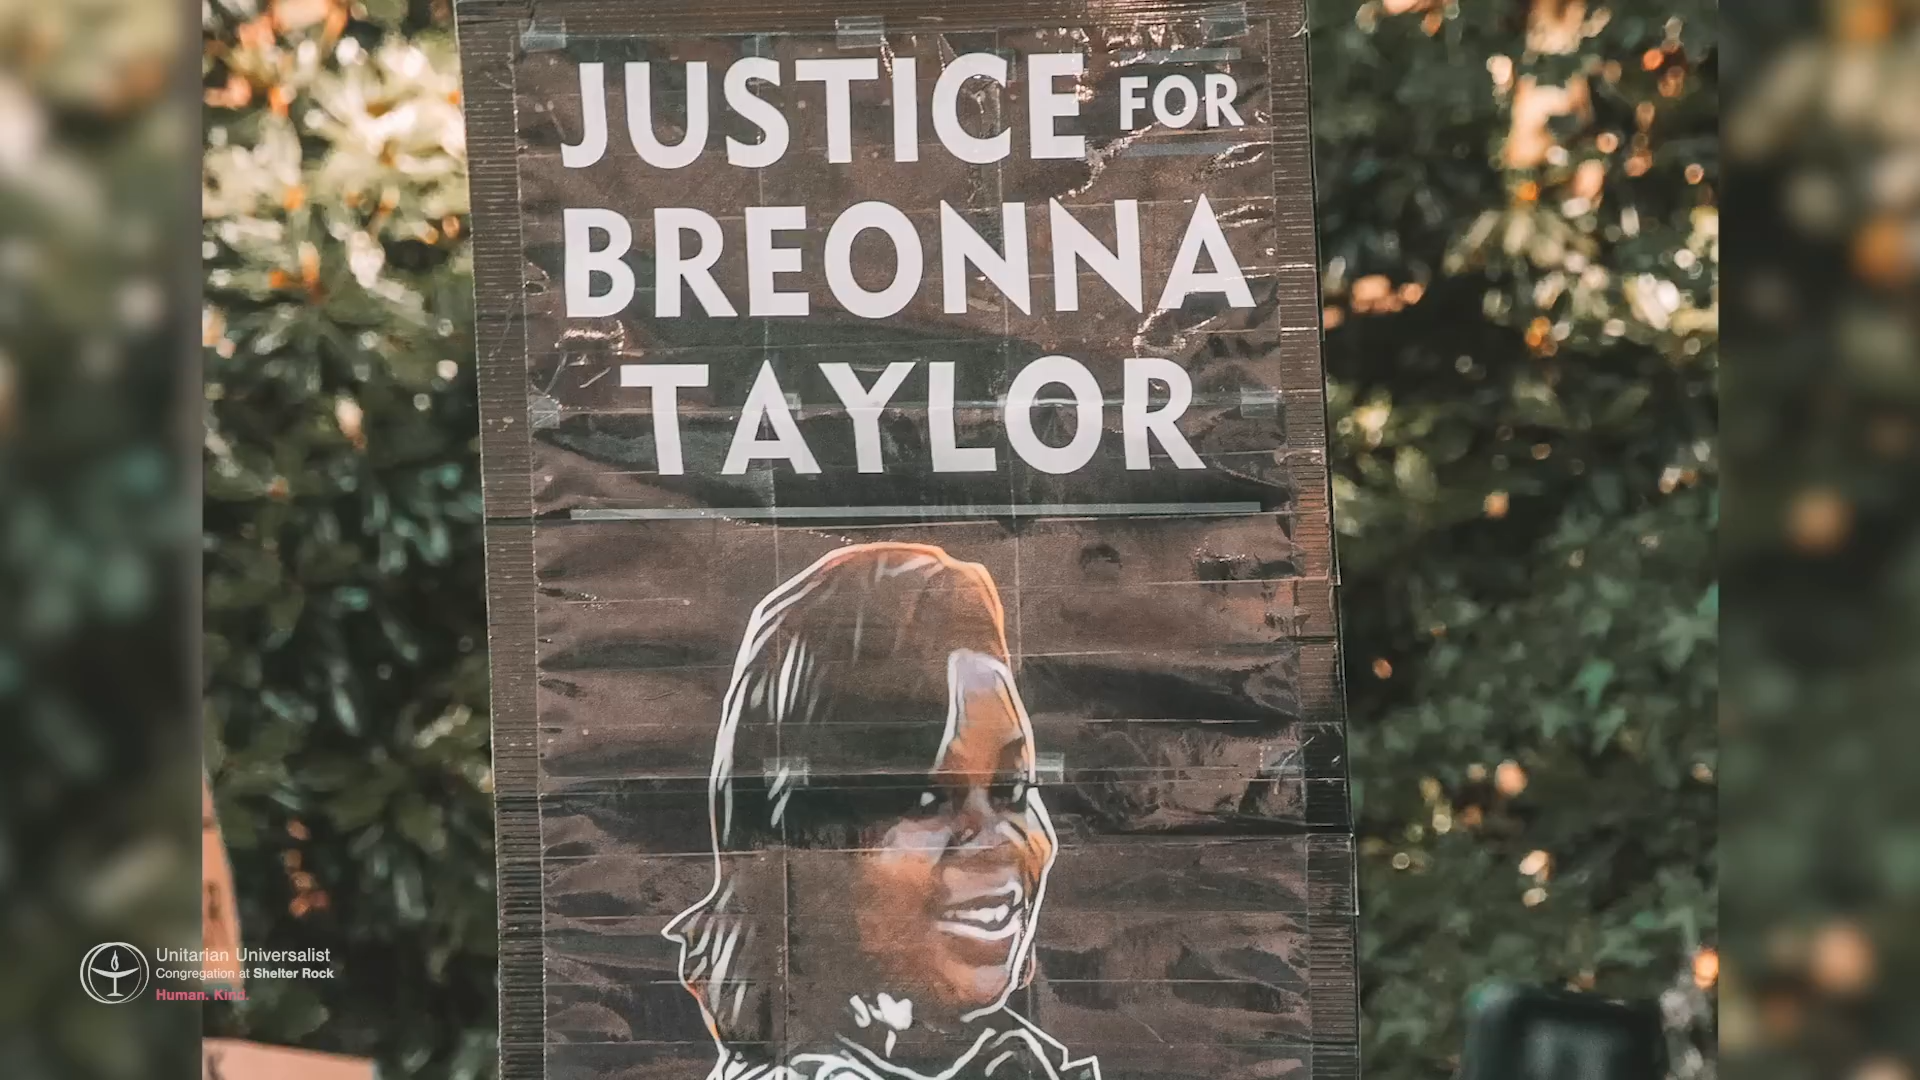 JUSTICE FOR
BREONNA
TAYLOR
Unitarian Universalist
Congregation at Shelter Rock
Human. Kind.